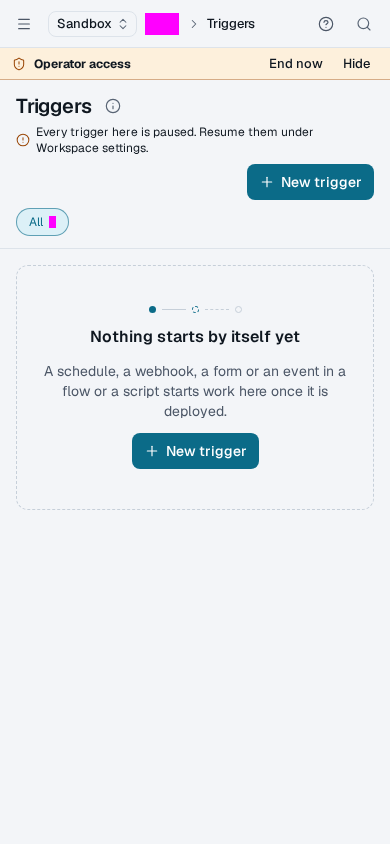 Sandbox
Triggers
Operator access
End now
Hide
Triggers
Every trigger here is paused. Resume them under
Workspace settings.
New trigger
All
Nothing starts by itself yet
A schedule, a webhook, a form or an event in a
flow or a script starts work here once it is
deployed.
New trigger